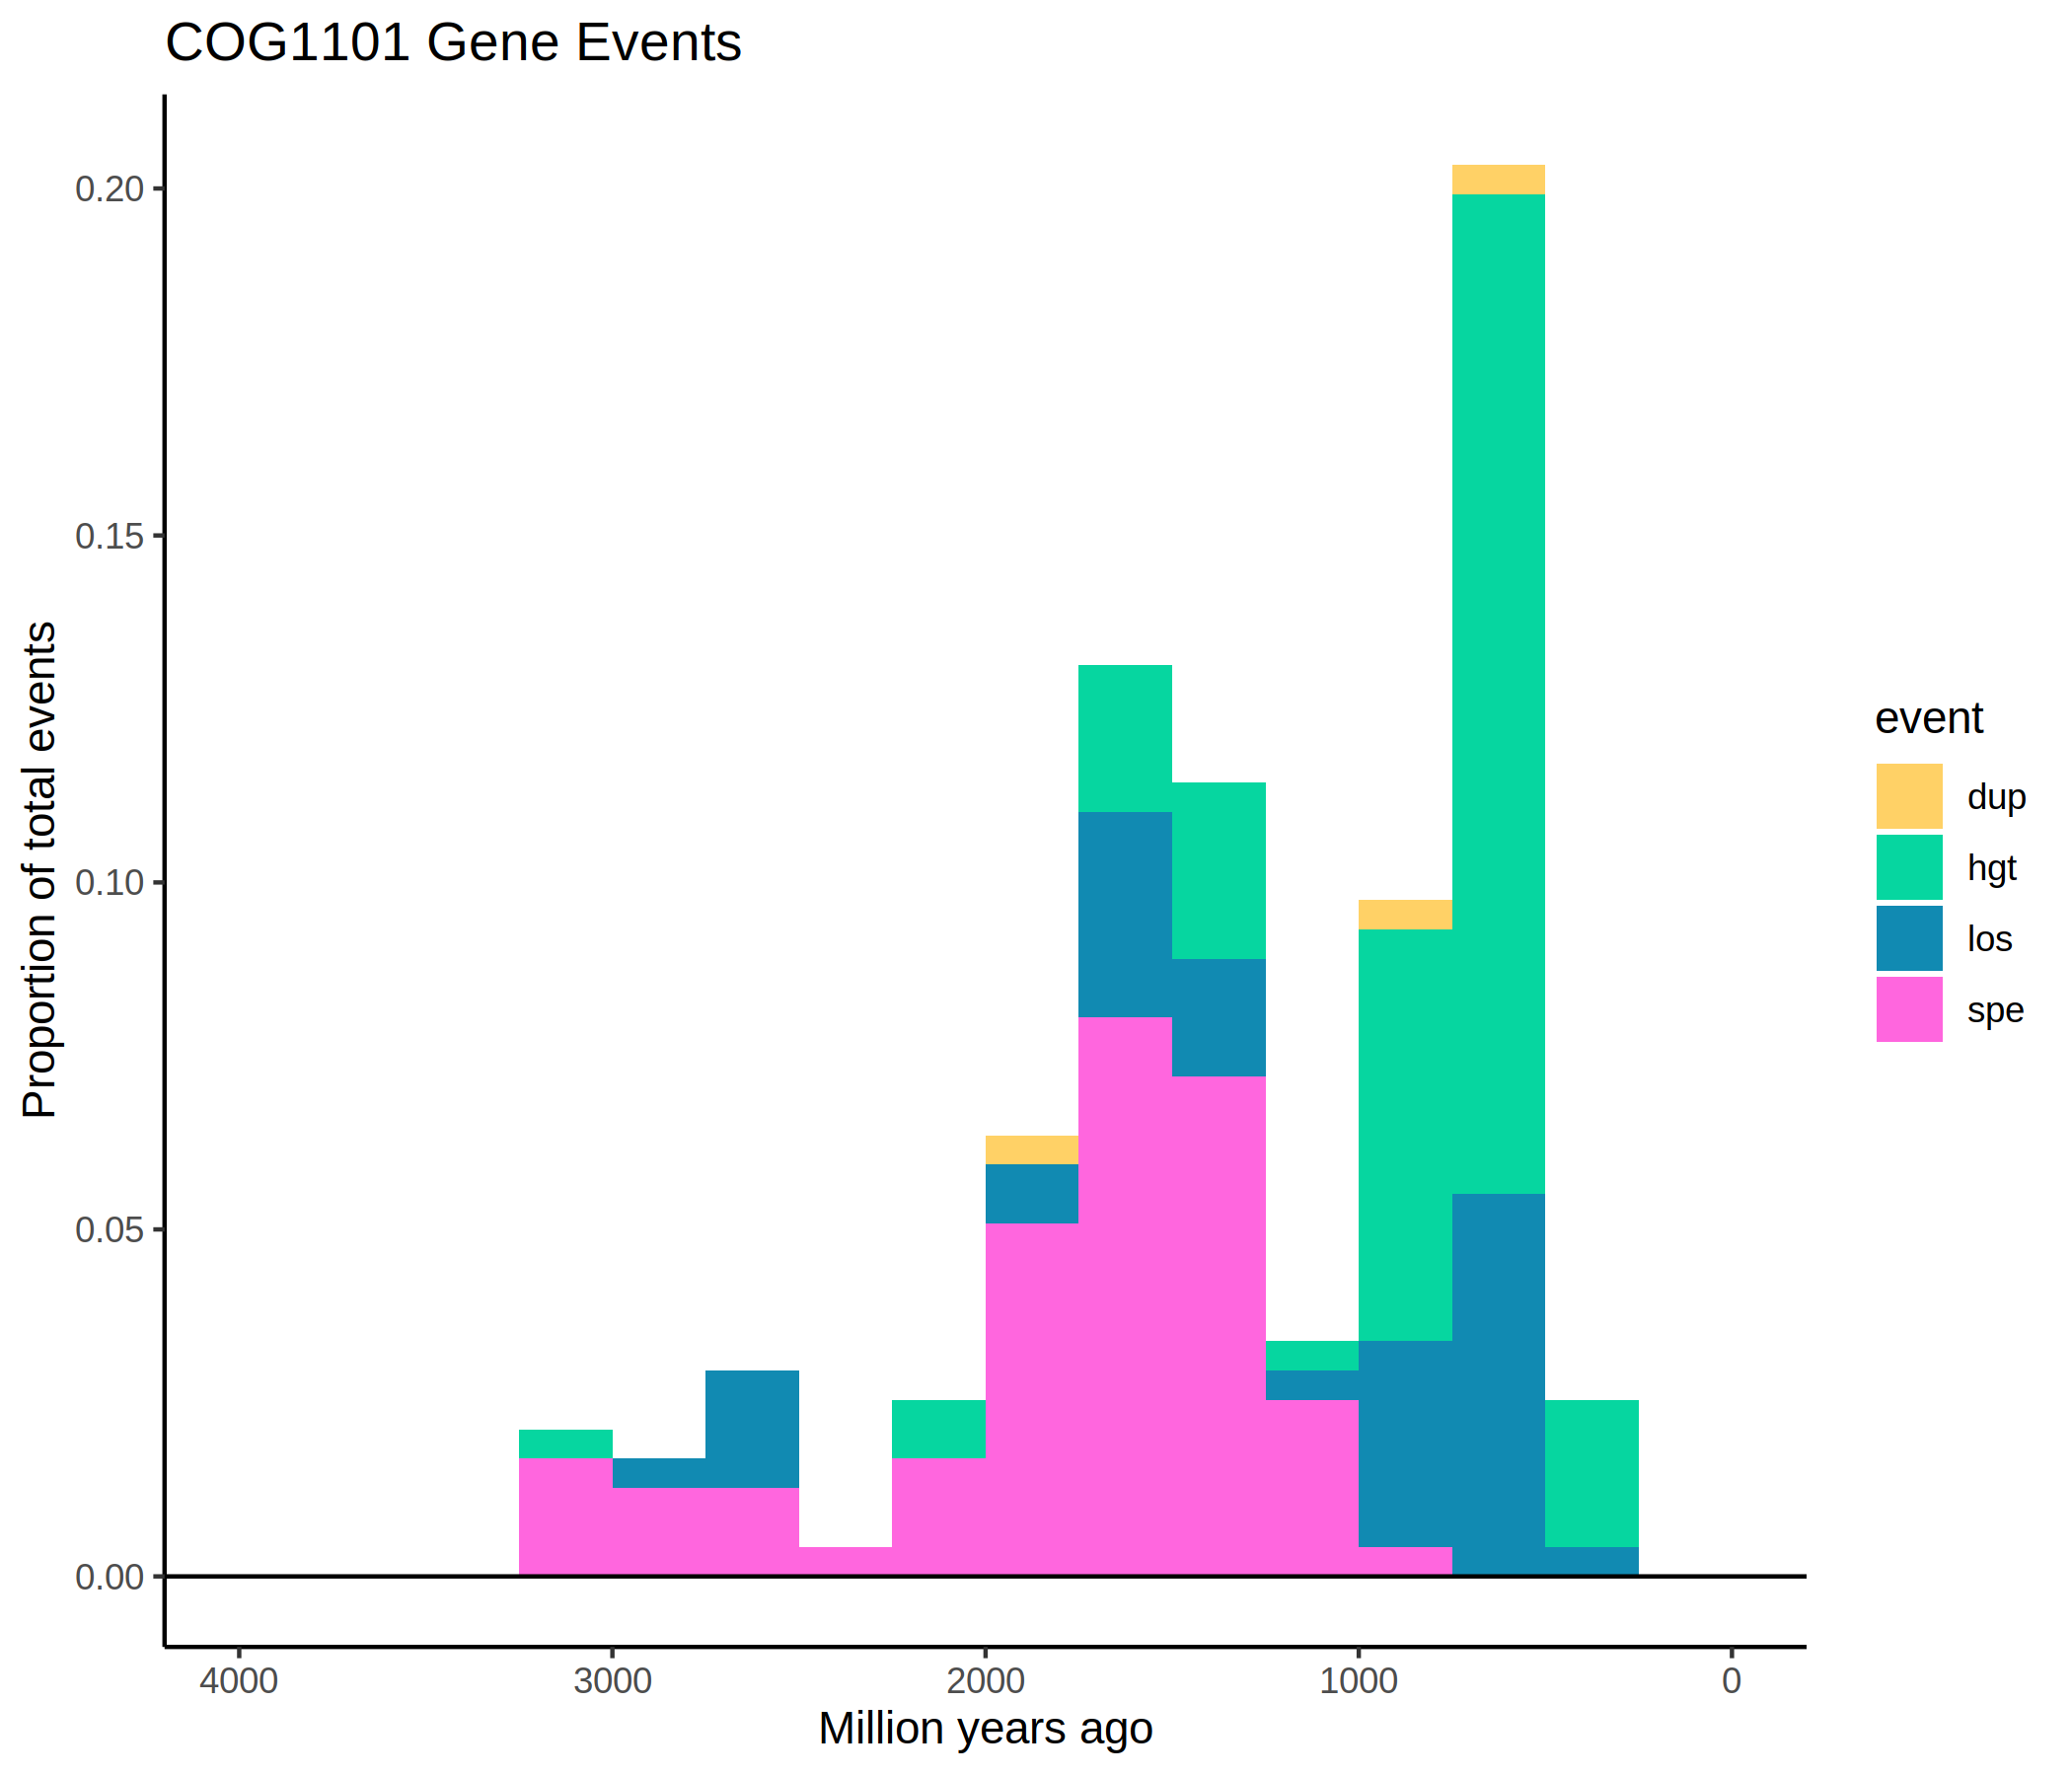 COG1101 Gene Events
Proportion of total events
0.20
0.15
0.10
0.05
0.00
4000 3000 2000 1000 0
Million years ago
event
dup
hgt
los
spe